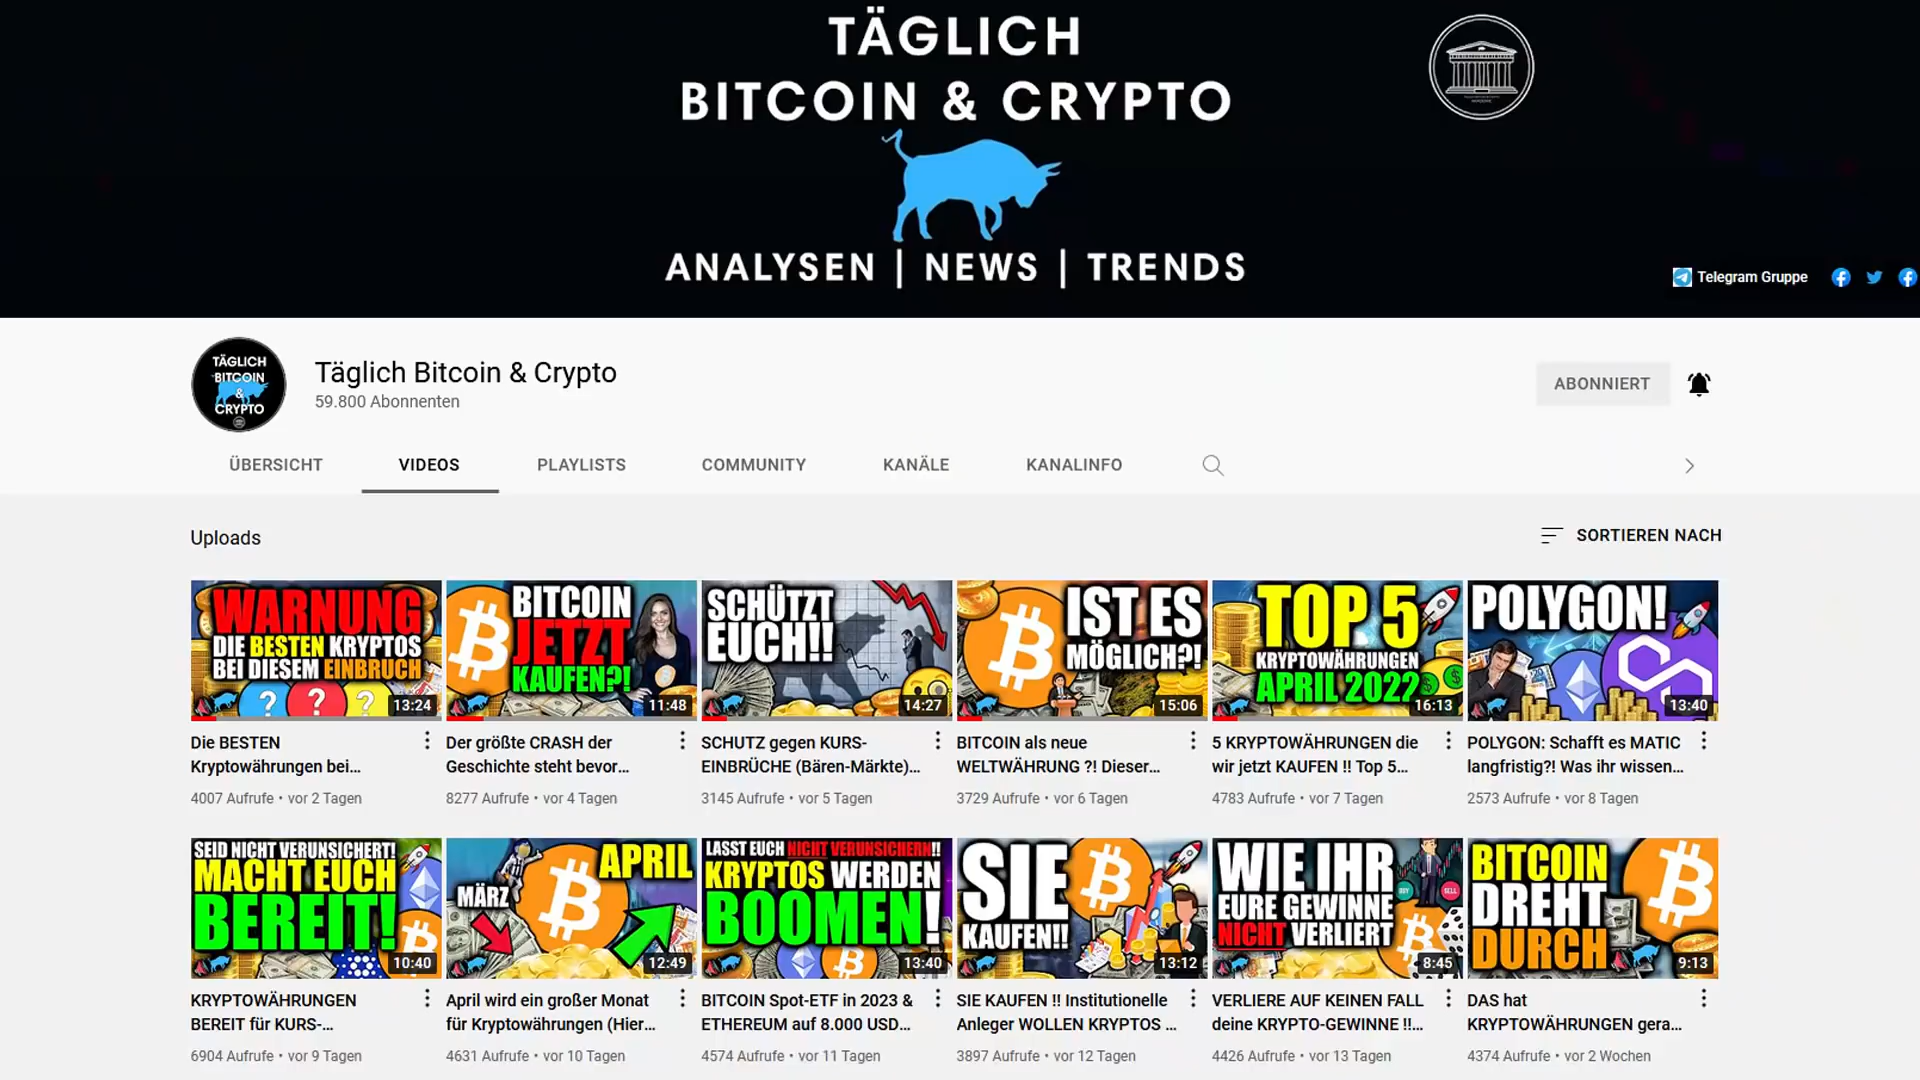 TÄGLICH
BITCOIN & CRYPTO
ANALYSEN | NEWS | TRENDS
Telegram Gruppe
TÄGLICH
BITCOIN
&
CRYPTO
Täglich Bitcoin & Crypto
59.800 Abonnenten
ABONNIERT
ÜBERSICHT
VIDEOS
PLAYLISTS
COMMUNITY
KANÄLE
KANALINFO
Uploads
SORTIEREN NACH
WARNUNG
DIE BESTEN KRYPTOS
BEI DIESEM EINBRUCH
? ? ?
13:24
Die BESTEN
Kryptowährungen bei...
4007 Aufrufe • vor 2 Tagen
BITCOIN
JETZT
KAUFEN?!
11:48
Der größte CRASH der
Geschichte steht bevor...
8277 Aufrufe • vor 4 Tagen
SCHÜTZT
EUCH!!
14:27
SCHUTZ gegen KURS-
EINBRÜCHE (Bären-Märkte)...
3145 Aufrufe • vor 5 Tagen
IST ES
MÖGLICH?!
15:06
BITCOIN als neue
WELTWÄHRUNG ?! Dieser...
3729 Aufrufe • vor 6 Tagen
TOP 5
KRYPTOWÄHRUNGEN
APRIL 2022
16:13
5 KRYPTOWÄHRUNGEN die
wir jetzt KAUFEN !! Top 5...
4783 Aufrufe • vor 7 Tagen
POLYGON!
13:40
POLYGON: Schafft es MATIC
langfristig?! Was ihr wissen...
2573 Aufrufe • vor 8 Tagen
SEID NICHT VERUNSICHERT!
MACHT EUCH
BEREIT!
10:40
KRYPTOWÄHRUNGEN
BEREIT für KURS-...
6904 Aufrufe • vor 9 Tagen
APRIL
MÄRZ
12:49
April wird ein großer Monat
für Kryptowährungen (Hier...
4631 Aufrufe • vor 10 Tagen
LASST EUCH NICHT VERUNSICHERN!!
KRYPTOS WERDEN
BOOMEN!
13:40
BITCOIN Spot-ETF in 2023 &
ETHEREUM auf 8.000 USD...
4574 Aufrufe • vor 11 Tagen
SIE
KAUFEN!!
13:12
SIE KAUFEN !! Institutionelle
Anleger WOLLEN KRYPTOS ...
3897 Aufrufe • vor 12 Tagen
WIE IHR
EURE GEWINNE
NICHT VERLIERT
BUY
SELL
8:45
VERLIERE AUF KEINEN FALL
deine KRYPTO-GEWINNE !!...
4426 Aufrufe • vor 13 Tagen
BITCOIN
DREHT
DURCH
9:13
DAS hat
KRYPTOWÄHRUNGEN gera...
4374 Aufrufe • vor 2 Wochen